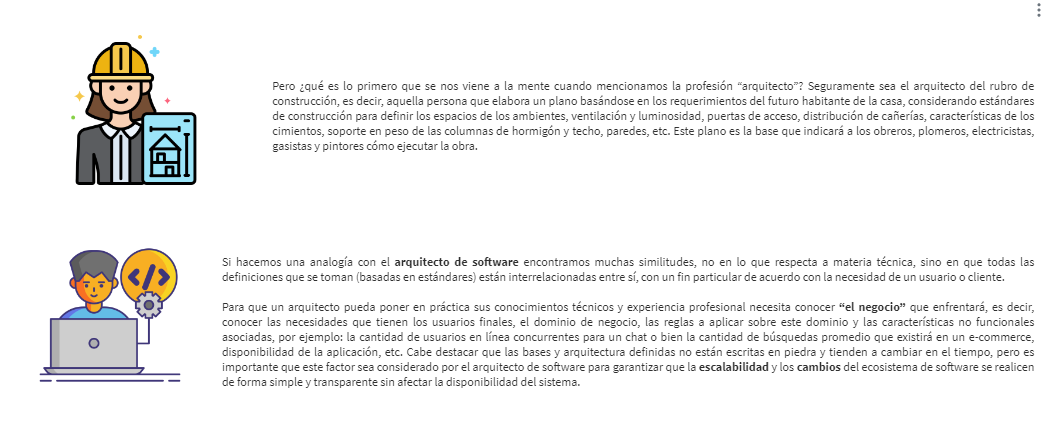 Pero ¿qué es lo primero que se nos viene a la mente cuando mencionamos la profesión “arquitecto”? Seguramente sea el arquitecto del rubro de
construcción, es decir, aquella persona que elabora un plano basándose en los requerimientos del futuro habitante de la casa, considerando estándares
de construcción para definir los espacios de los ambientes, ventilación y luminosidad, puertas de acceso, distribución de cañerías, características de los
cimientos, soporte en peso de las columnas de hormigón y techo, paredes, etc. Este plano es la base que indicará a los obreros, plomeros, electricistas,
gasistas y pintores cómo ejecutar la obra.
Si hacemos una analogía con el arquitecto de software encontramos muchas similitudes, no en lo que respecta a materia técnica, sino en que todas las
definiciones que se toman (basadas en estándares) están interrelacionadas entre sí, con un fin particular de acuerdo con la necesidad de un usuario o cliente.
Para que un arquitecto pueda poner en práctica sus conocimientos técnicos y experiencia profesional necesita conocer “el negocio” que enfrentará, es decir,
conocer las necesidades que tienen los usuarios finales, el dominio de negocio, las reglas a aplicar sobre este dominio y las características no funcionales
asociadas, por ejemplo: la cantidad de usuarios en línea concurrentes para un chat o bien la cantidad de búsquedas promedio que existirá en un e-commerce,
disponibilidad de la aplicación, etc. Cabe destacar que las bases y arquitectura definidas no están escritas en piedra y tienden a cambiar en el tiempo, pero es
importante que este factor sea considerado por el arquitecto de software para garantizar que la escalabilidad y los cambios del ecosistema de software se realicen
de forma simple y transparente sin afectar la disponibilidad del sistema.